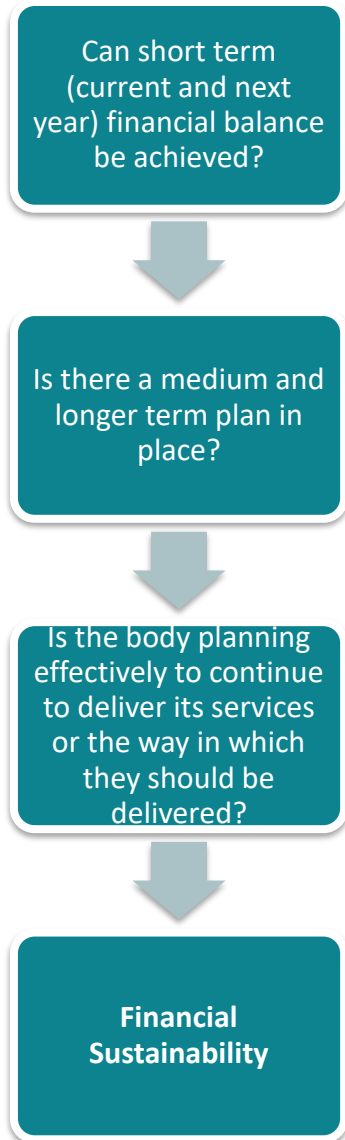 Can short term
(current and next
year) financial balance
be achieved?
Is there a medium and
longer term plan in
place?
Is the body planning
effectively to continue
to deliver its services
or the way in which
they should be
delivered?
Financial
Sustainability